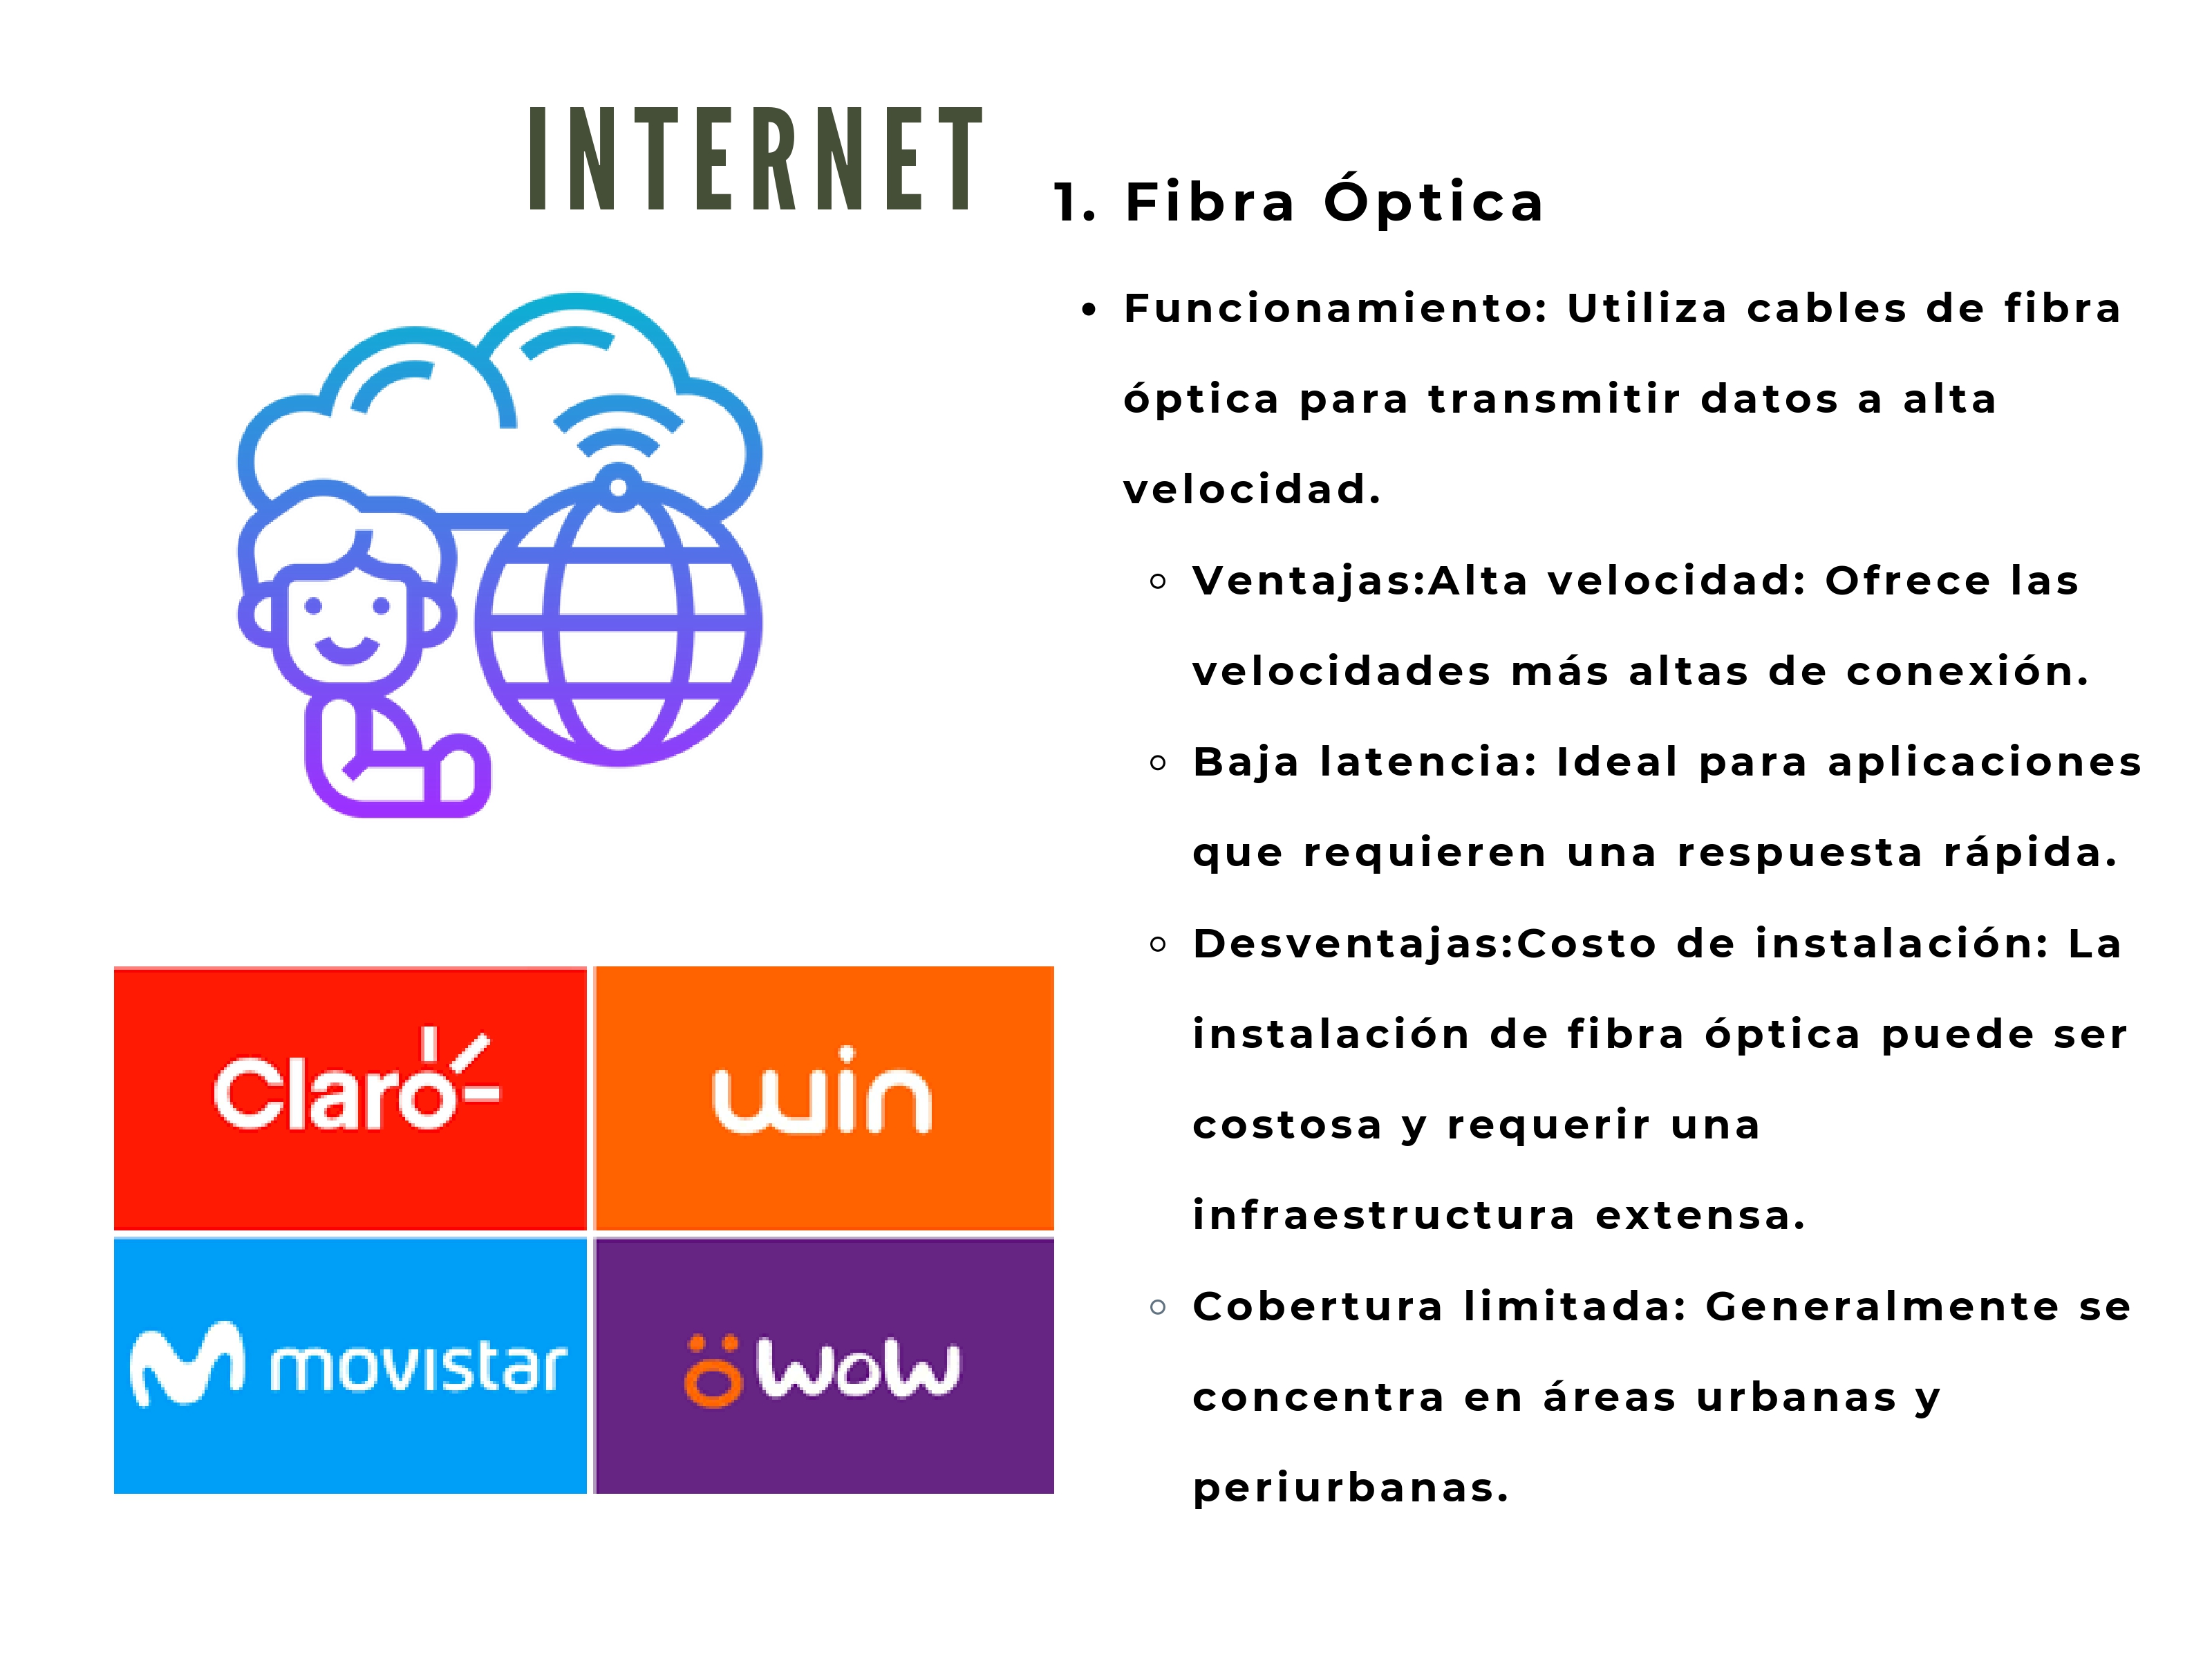 INTERNET
1. Fibra Óptica
• Funcionamiento: Utiliza cables de fibra
óptica para transmitir datos a alta
velocidad.
◦ Ventajas:Alta velocidad: Ofrece las
velocidades más altas de conexión.
◦ Baja latencia: Ideal para aplicaciones
que requieren una respuesta rápida.
◦ Desventajas:Costo de instalación: La
instalación de fibra óptica puede ser
costosa y requerir una
infraestructura extensa.
◦ Cobertura limitada: Generalmente se
concentra en áreas urbanas y
periurbanas.
Claro
win
movistar
wow